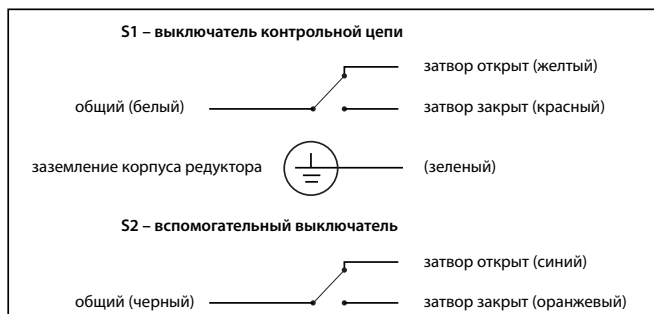 S1 – выключатель контрольной цепи
затвор открыт (желтый)
общий (белый)
затвор закрыт (красный)
заземление корпуса редуктора
(зеленый)
S2 – вспомогательный выключатель
затвор открыт (синий)
общий (черный)
затвор закрыт (оранжевый)